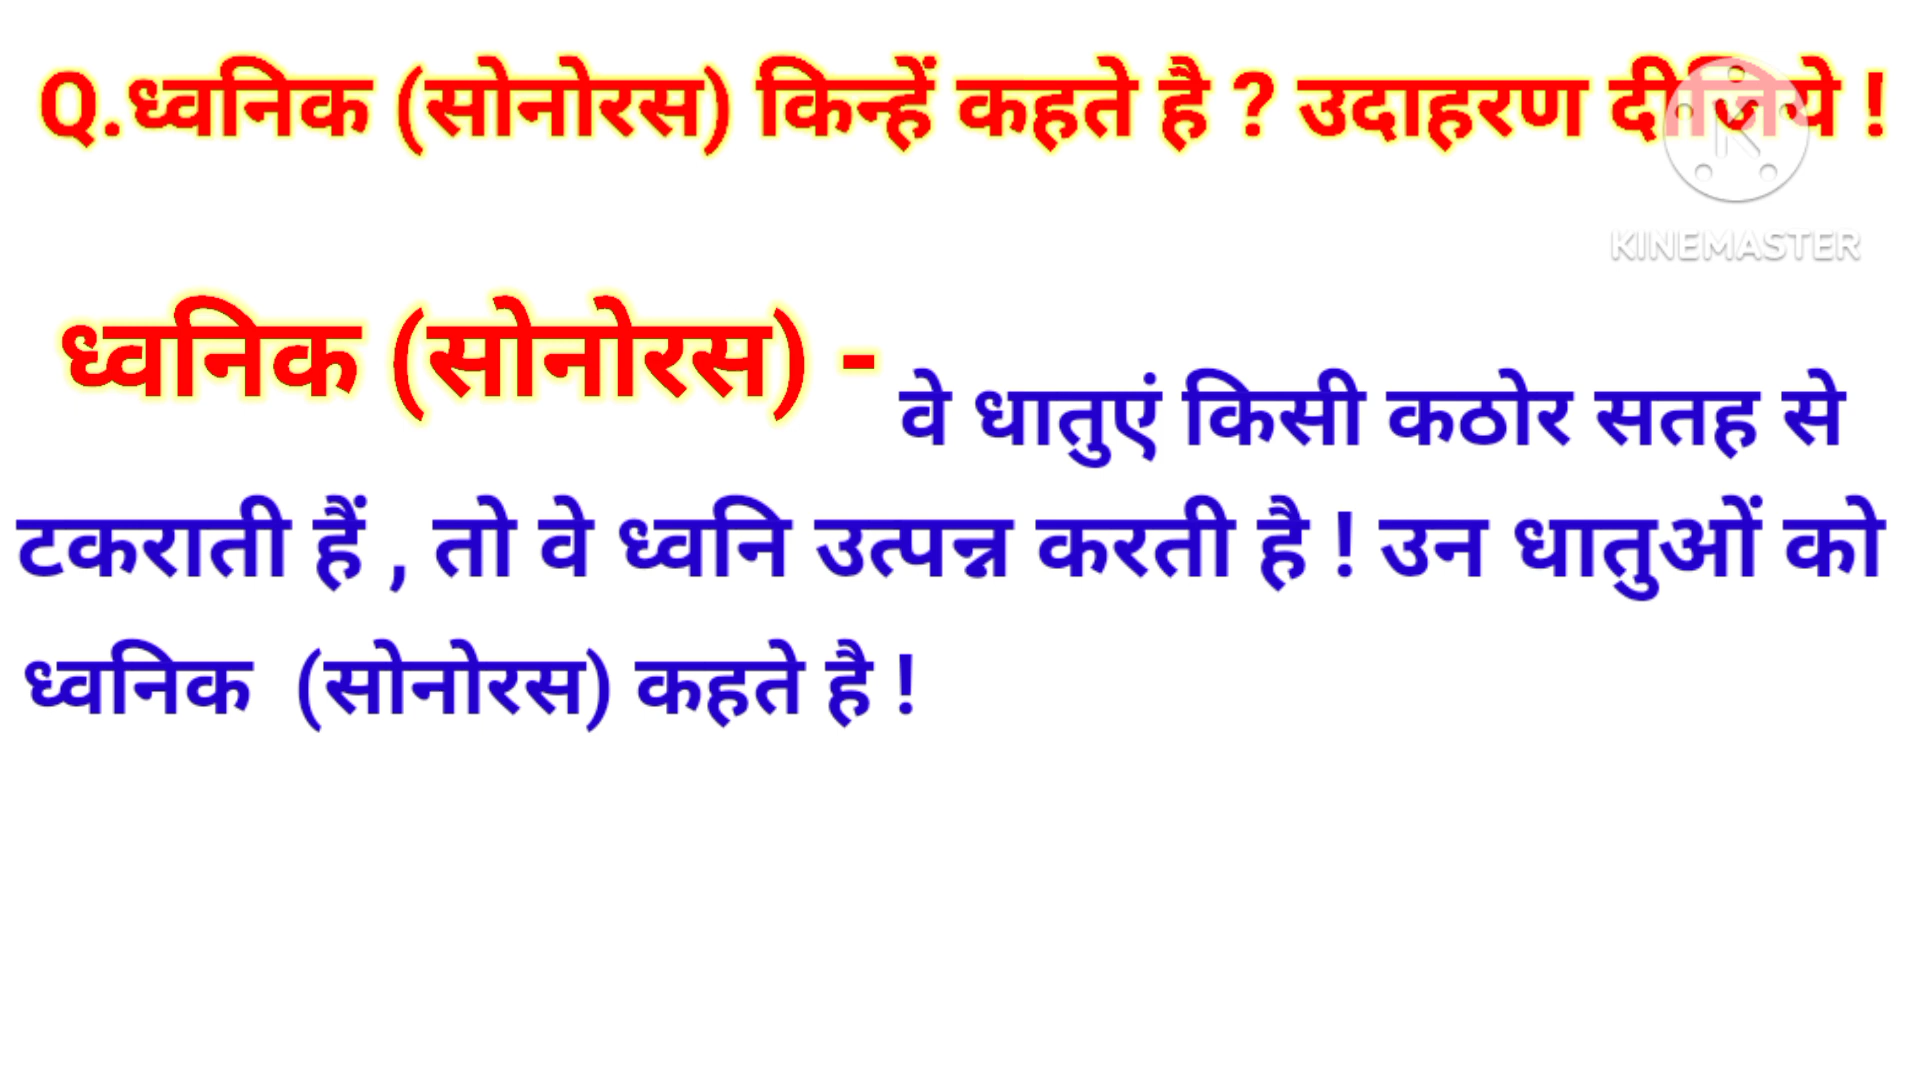 Q.ध्वनिक (सोनोरस) किन्हें कहते है ? उदाहरण दीजिये !
KINEMASTER
ध्वनिक (सोनोरस) -
वे धातुएं किसी कठोर सतह से
टकराती हैं , तो वे ध्वनि उत्पन्न करती है ! उन धातुओं को
ध्वनिक (सोनोरस) कहते है !